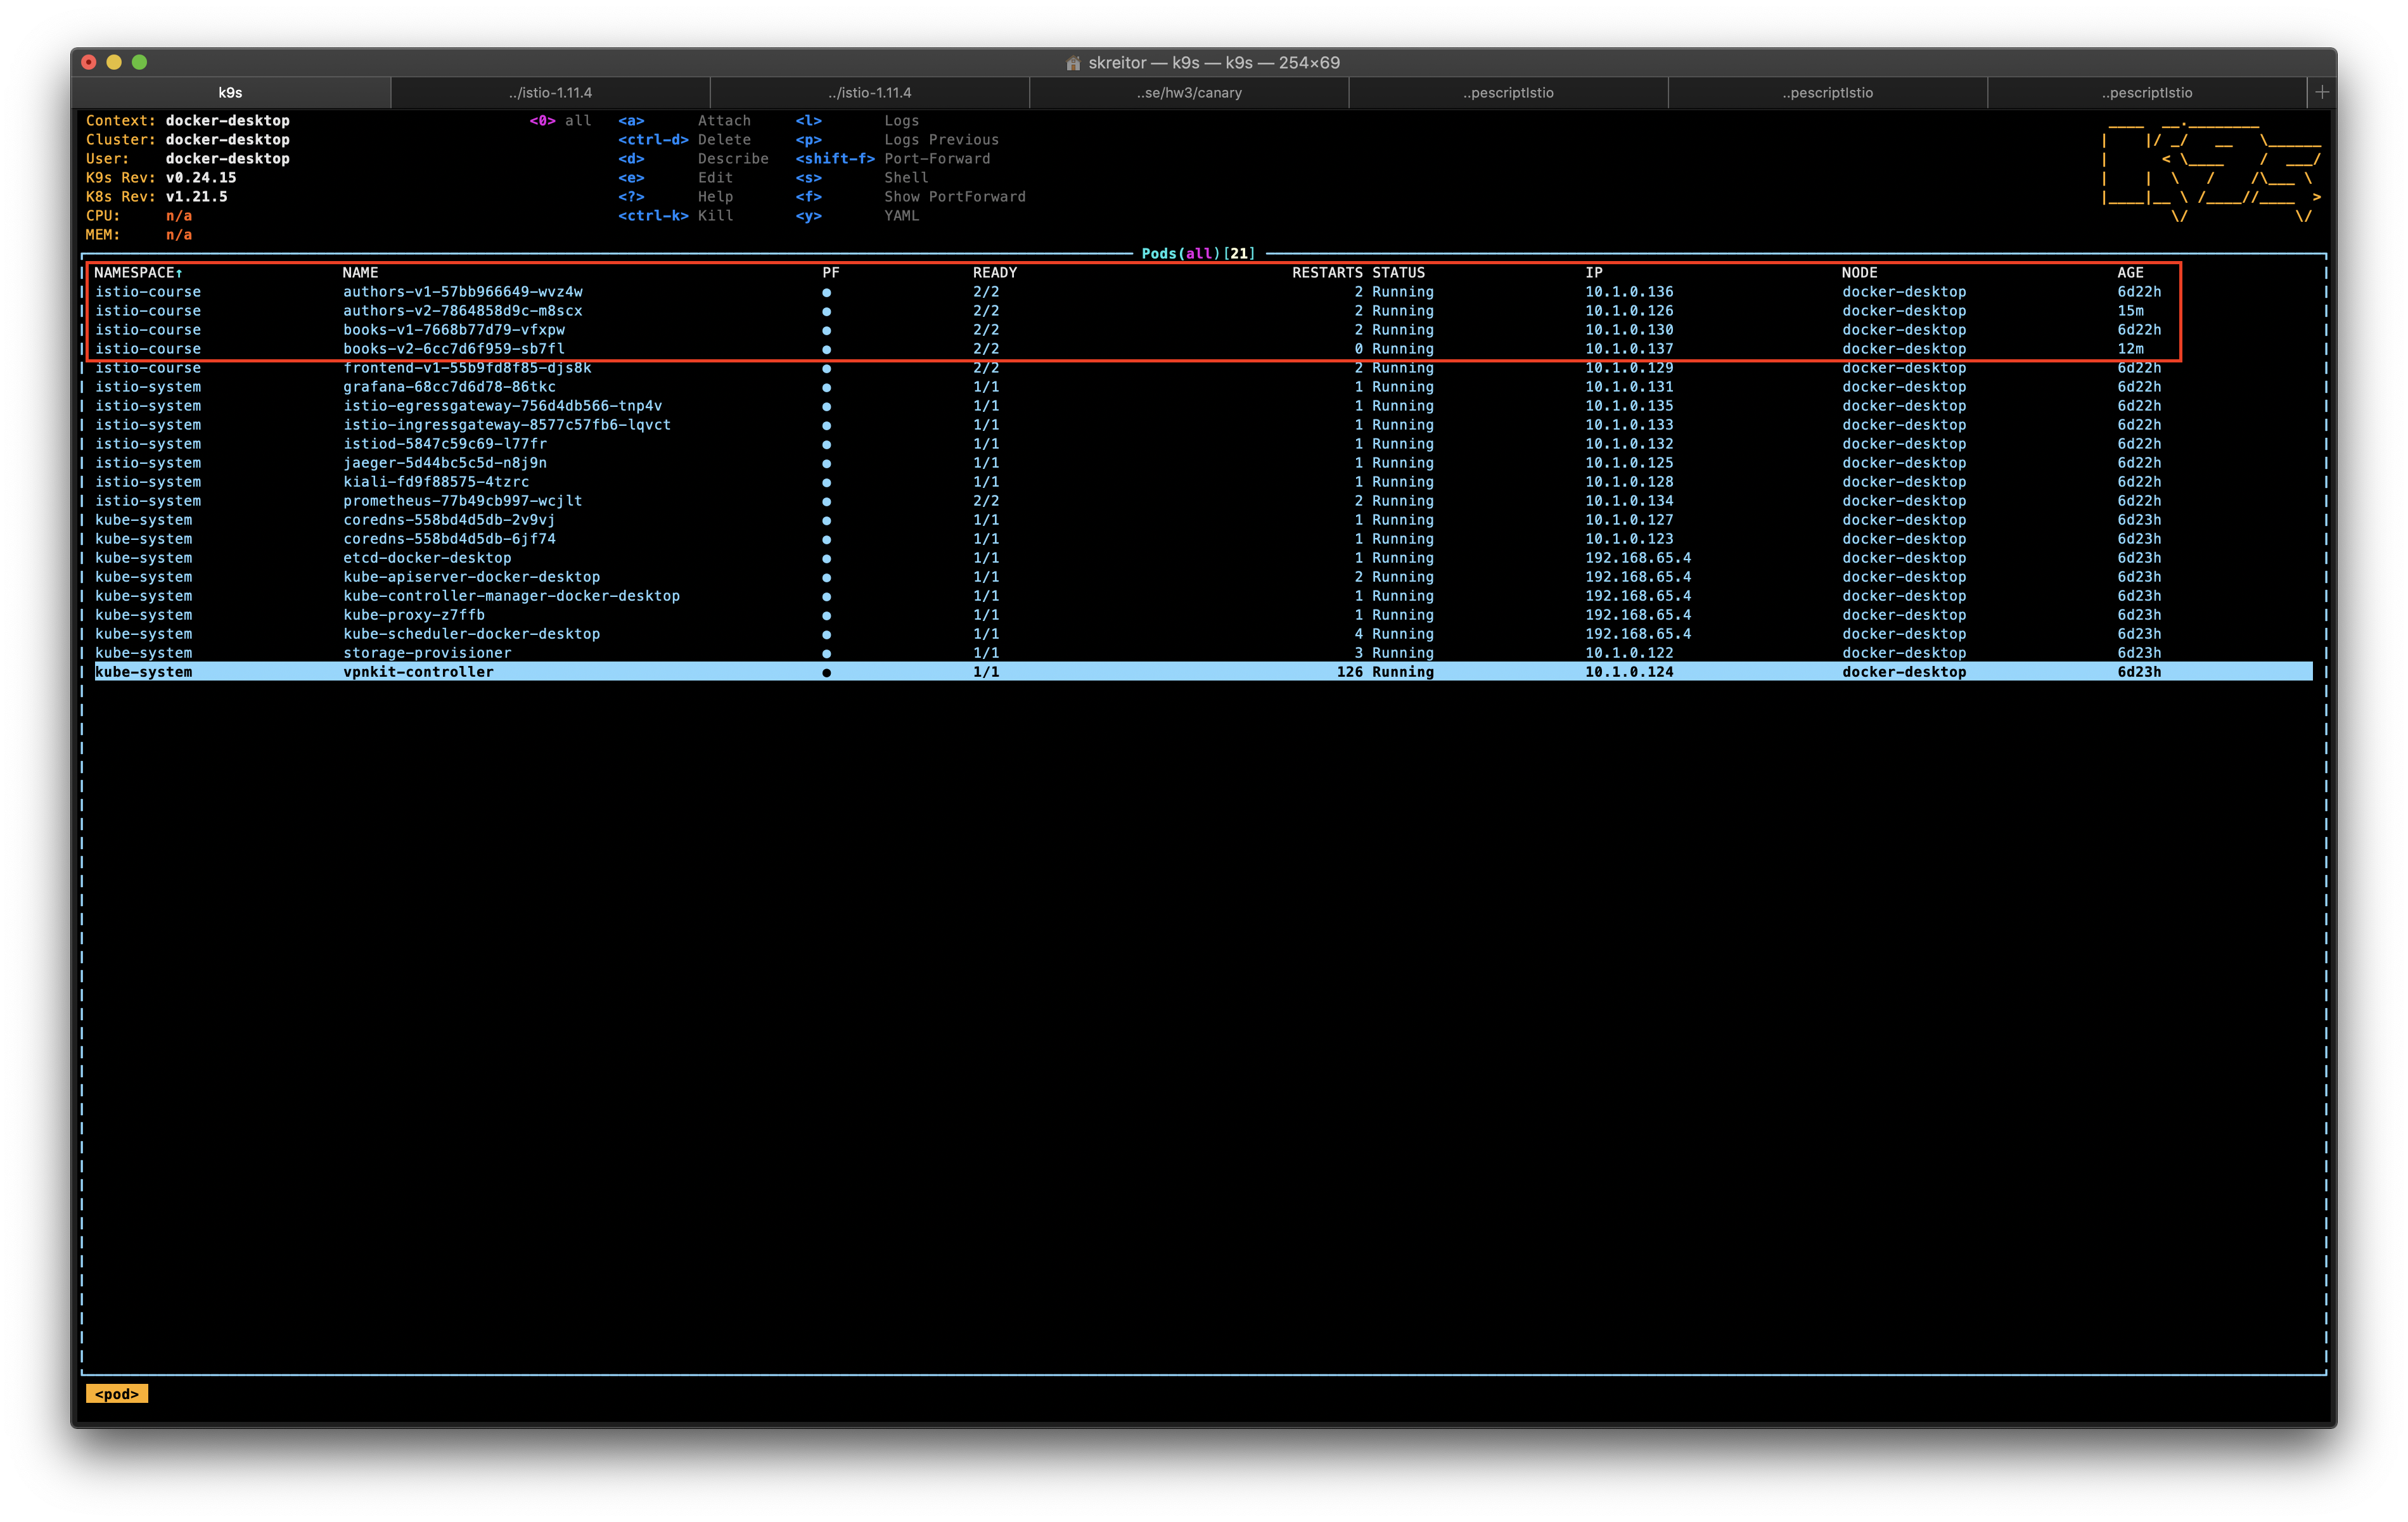 skreitor — k9s — k9s — 254×69
k9s ../istio-1.11.4 ../istio-1.11.4 ..se/hw3/canary ..pescriptIstio ..pescriptIstio ..pescriptIstio
Context: docker-desktop <0> all <a> Attach <l> Logs
Cluster: docker-desktop <ctrl-d> Delete <p> Logs Previous
User: docker-desktop <d> Describe <shift-f> Port-Forward
K9s Rev: v0.24.15 <e> Edit <s> Shell
K8s Rev: v1.21.5 <?> Help <f> Show PortForward
CPU: n/a <ctrl-k> Kill <y> YAML
MEM: n/a
Pods(all)[21]
NAMESPACE↑ NAME PF READY RESTARTS STATUS IP NODE AGE
istio-course authors-v1-57bb966649-wvz4w ● 2/2 2 Running 10.1.0.136 docker-desktop 6d22h
istio-course authors-v2-7864858d9c-m8scx ● 2/2 2 Running 10.1.0.126 docker-desktop 15m
istio-course books-v1-7668b77d79-vfxpw ● 2/2 2 Running 10.1.0.130 docker-desktop 6d22h
istio-course books-v2-6cc7d6f959-sb7fl ● 2/2 0 Running 10.1.0.137 docker-desktop 12m
istio-course frontend-v1-55b9fd8f85-djs8k ● 2/2 2 Running 10.1.0.129 docker-desktop 6d22h
istio-system grafana-68cc7d6d78-86tkc ● 1/1 1 Running 10.1.0.131 docker-desktop 6d22h
istio-system istio-egressgateway-756d4db566-tnp4v ● 1/1 1 Running 10.1.0.135 docker-desktop 6d22h
istio-system istio-ingressgateway-8577c57fb6-lqvct ● 1/1 1 Running 10.1.0.133 docker-desktop 6d22h
istio-system istiod-5847c59c69-l77fr ● 1/1 1 Running 10.1.0.132 docker-desktop 6d22h
istio-system jaeger-5d44bc5c5d-n8j9n ● 1/1 1 Running 10.1.0.125 docker-desktop 6d22h
istio-system kiali-fd9f88575-4tzrc ● 1/1 1 Running 10.1.0.128 docker-desktop 6d22h
istio-system prometheus-77b49cb997-wcjlt ● 2/2 2 Running 10.1.0.134 docker-desktop 6d22h
kube-system coredns-558bd4d5db-2v9vj ● 1/1 1 Running 10.1.0.127 docker-desktop 6d23h
kube-system coredns-558bd4d5db-6jf74 ● 1/1 1 Running 10.1.0.123 docker-desktop 6d23h
kube-system etcd-docker-desktop ● 1/1 1 Running 192.168.65.4 docker-desktop 6d23h
kube-system kube-apiserver-docker-desktop ● 1/1 2 Running 192.168.65.4 docker-desktop 6d23h
kube-system kube-controller-manager-docker-desktop ● 1/1 1 Running 192.168.65.4 docker-desktop 6d23h
kube-system kube-proxy-z7ffb ● 1/1 1 Running 192.168.65.4 docker-desktop 6d23h
kube-system kube-scheduler-docker-desktop ● 1/1 4 Running 192.168.65.4 docker-desktop 6d23h
kube-system storage-provisioner ● 1/1 3 Running 10.1.0.122 docker-desktop 6d23h
kube-system vpnkit-controller ● 1/1 126 Running 10.1.0.124 docker-desktop 6d23h
<pod>